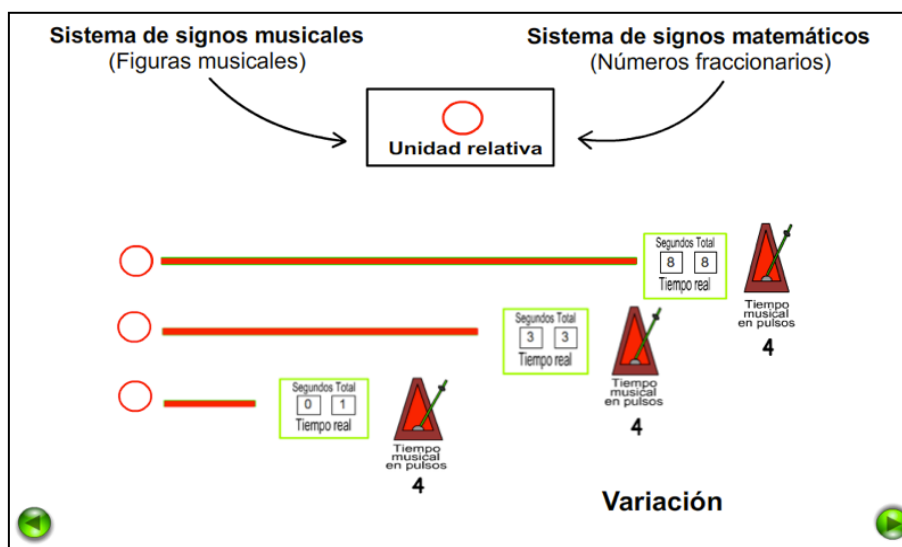 Sistema de signos musicales
(Figuras musicales)
Sistema de signos matemáticos
(Números fraccionarios)
Unidad relativa
Segundos Total
8 8
Tiempo real
Tiempo
musical
en pulsos
4
Segundos Total
3 3
Tiempo real
Tiempo
musical
en pulsos
4
Segundos Total
0 1
Tiempo real
Tiempo
musical
en pulsos
4
Variación